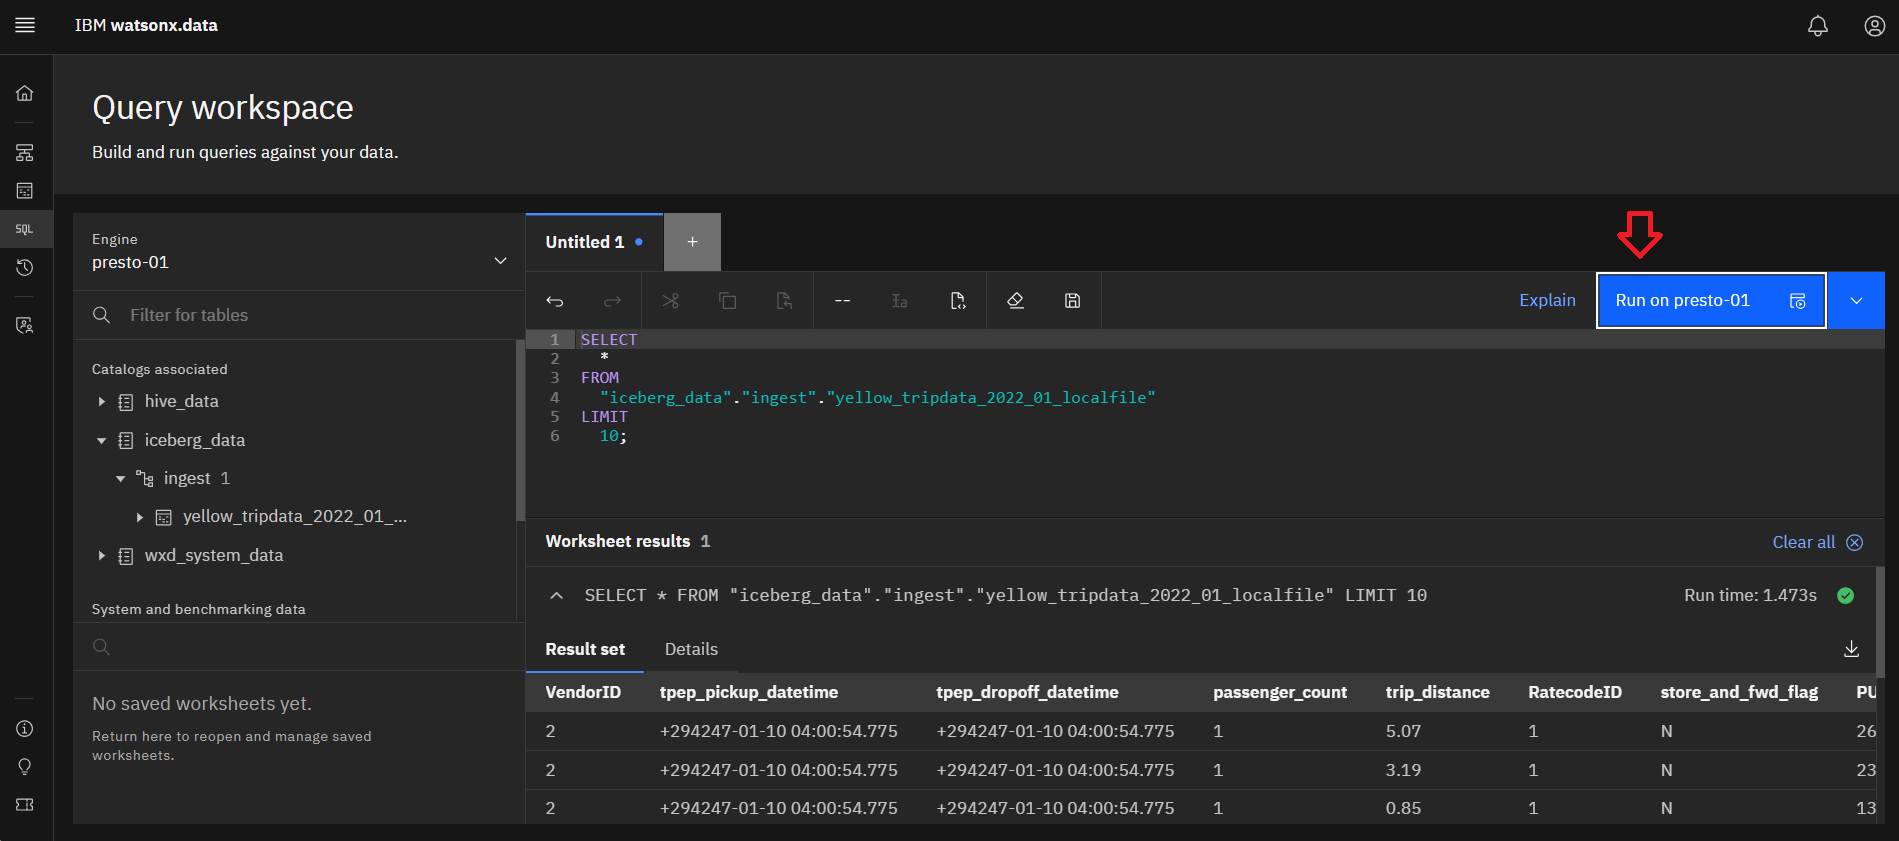 IBM watsonx.data
Query workspace
Build and run queries against your data.
SQL
Engine
presto-01
Filter for tables
Catalogs associated
hive_data
iceberg_data
ingest 1
yellow_tripdata_2022_01_...
wxd_system_data
System and benchmarking data
No saved worksheets yet.
Return here to reopen and manage saved
worksheets.
Untitled 1
+
--
Explain
Run on presto-01
1 SELECT
2 *
3 FROM
4 "iceberg_data"."ingest"."yellow_tripdata_2022_01_localfile"
5 LIMIT
6 10;
Worksheet results 1
Clear all
SELECT * FROM "iceberg_data"."ingest"."yellow_tripdata_2022_01_localfile" LIMIT 10
Run time: 1.473s
Result set Details
VendorID tpep_pickup_datetime tpep_dropoff_datetime passenger_count trip_distance RatecodeID store_and_fwd_flag PU
2 +294247-01-10 04:00:54.775 +294247-01-10 04:00:54.775 1 5.07 1 N 26
2 +294247-01-10 04:00:54.775 +294247-01-10 04:00:54.775 1 3.19 1 N 23
2 +294247-01-10 04:00:54.775 +294247-01-10 04:00:54.775 1 0.85 1 N 13